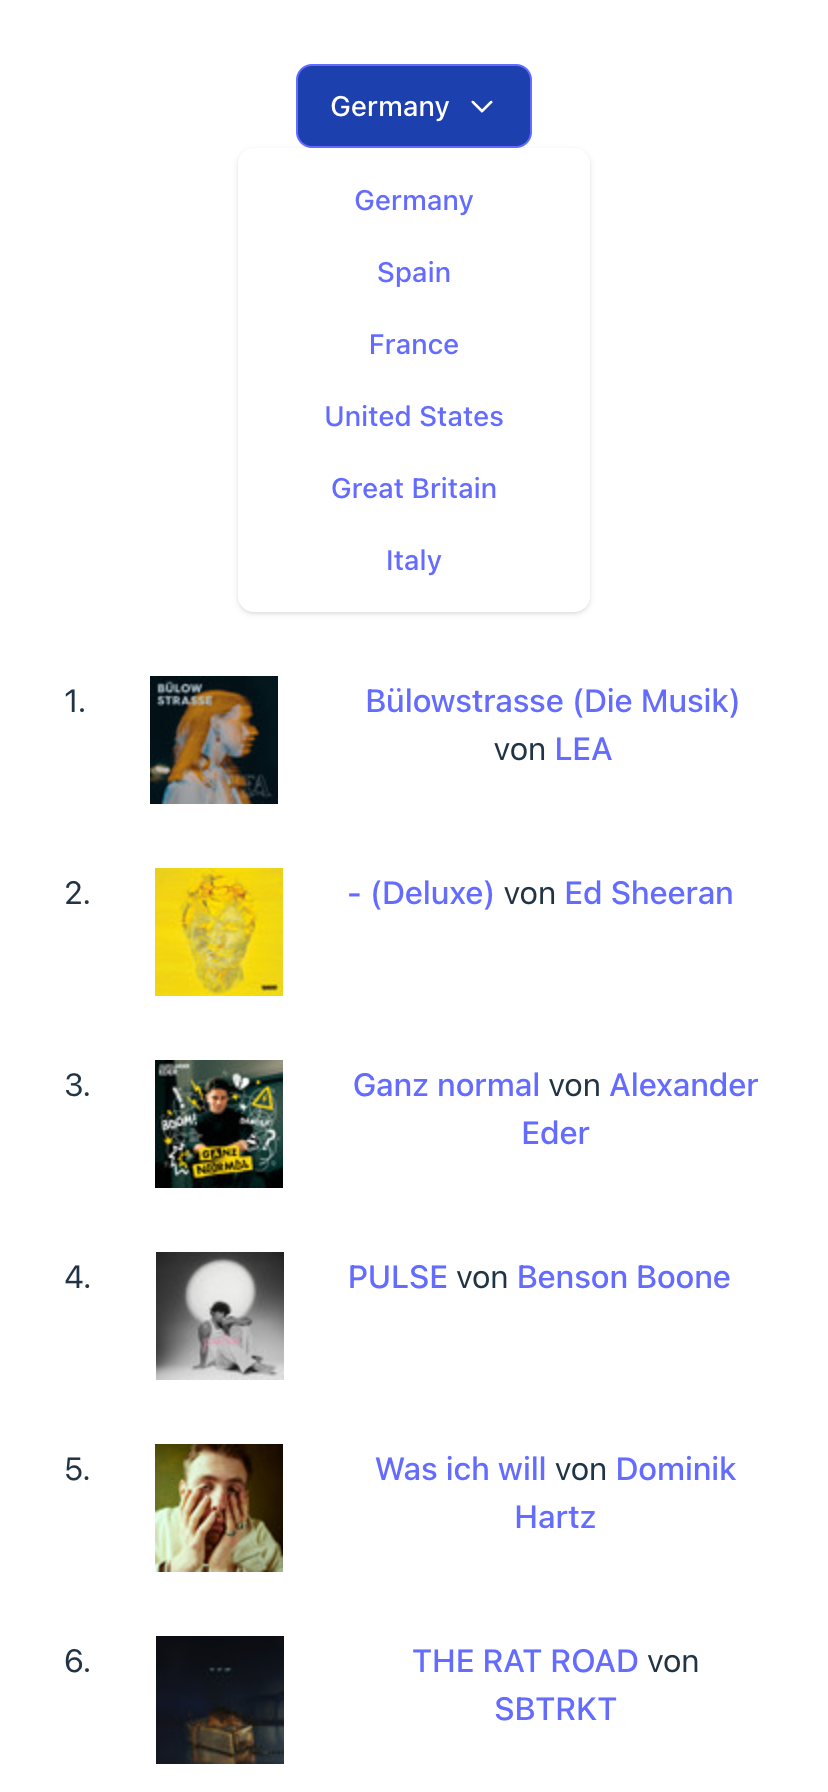 Germany
Germany
Spain
France
United States
Great Britain
Italy
1.
BÜLOW
STRASSE
LEA
Bülowstrasse (Die Musik)
von LEA
2.
- (Deluxe) von Ed Sheeran
3.
EDER
BOOM!
GANZ
NOORMAL
Ganz normal von Alexander
Eder
4.
PULSE von Benson Boone
5.
Was ich will von Dominik
Hartz
6.
THE RAT ROAD von
SBTRKT